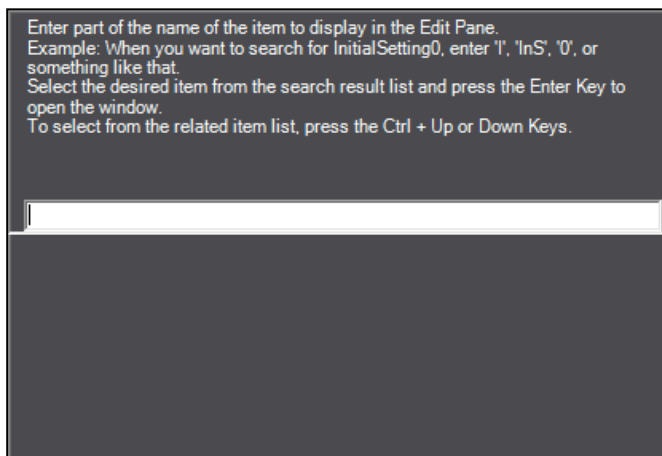 Enter part of the name of the item to display in the Edit Pane.
Example: When you want to search for InitialSetting0, enter 'I', 'InS', '0', or
something like that.
Select the desired item from the search result list and press the Enter Key to
open the window.
To select from the related item list, press the Ctrl + Up or Down Keys.